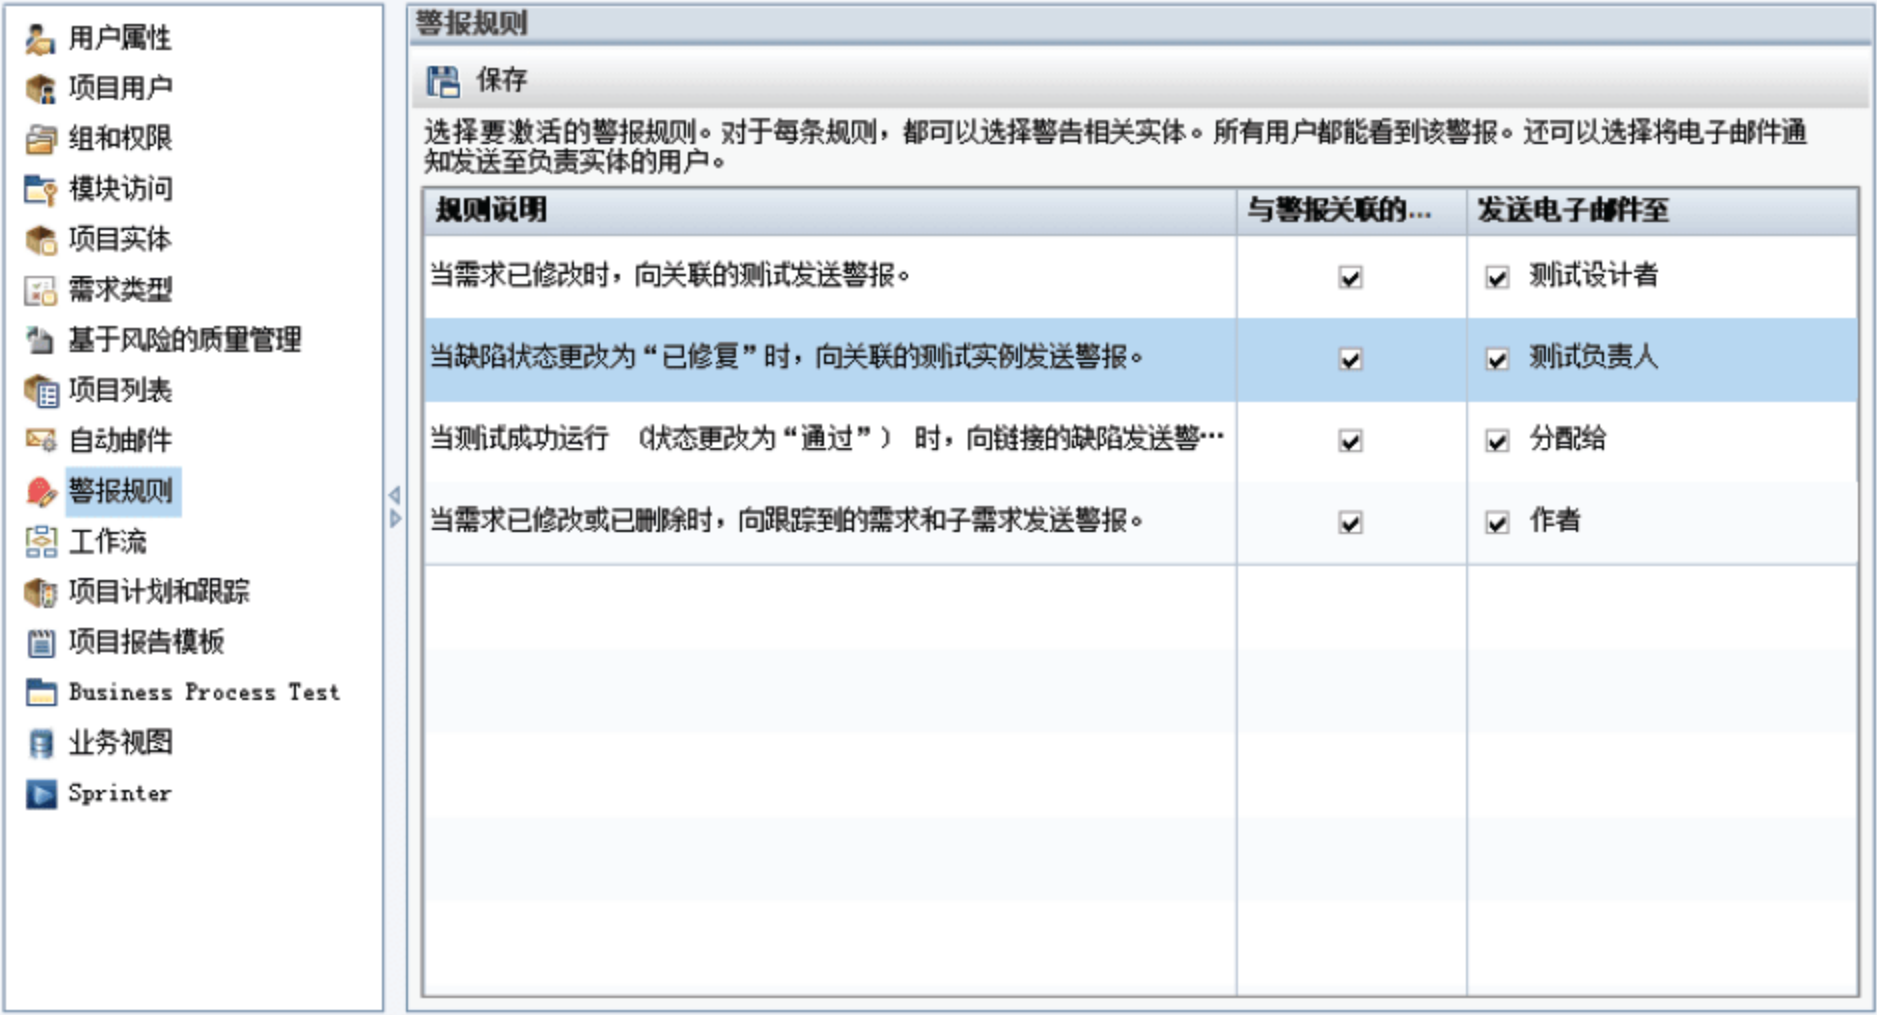 用户属性
项目用户
组和权限
模块访问
项目实体
需求类型
基于风险的质量管理
项目列表
自动邮件
警报规则
工作流
项目计划和跟踪
项目报告模板
Business Process Test
业务视图
Sprinter
警报规则
保存
选择要激活的警报规则。对于每条规则，都可以选择警告相关实体。所有用户都能看到该警报。还可以选择将电子邮件通
知发送至负责实体的用户。
规则说明 与警报关联的... 发送电子邮件至
当需求已修改时，向关联的测试发送警报。 测试设计者
当缺陷状态更改为“已修复”时，向关联的测试实例发送警报。 测试负责人
当测试成功运行 （状态更改为“通过”） 时，向链接的缺陷发送警… 分配给
当需求已修改或已删除时，向跟踪到的需求和子需求发送警报。 作者